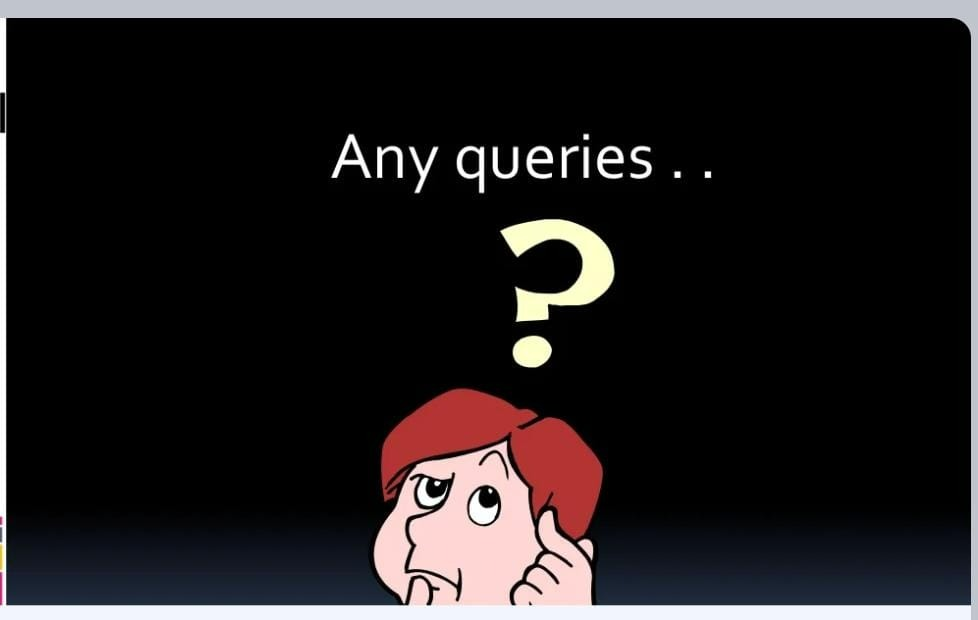 Any queries . .
?